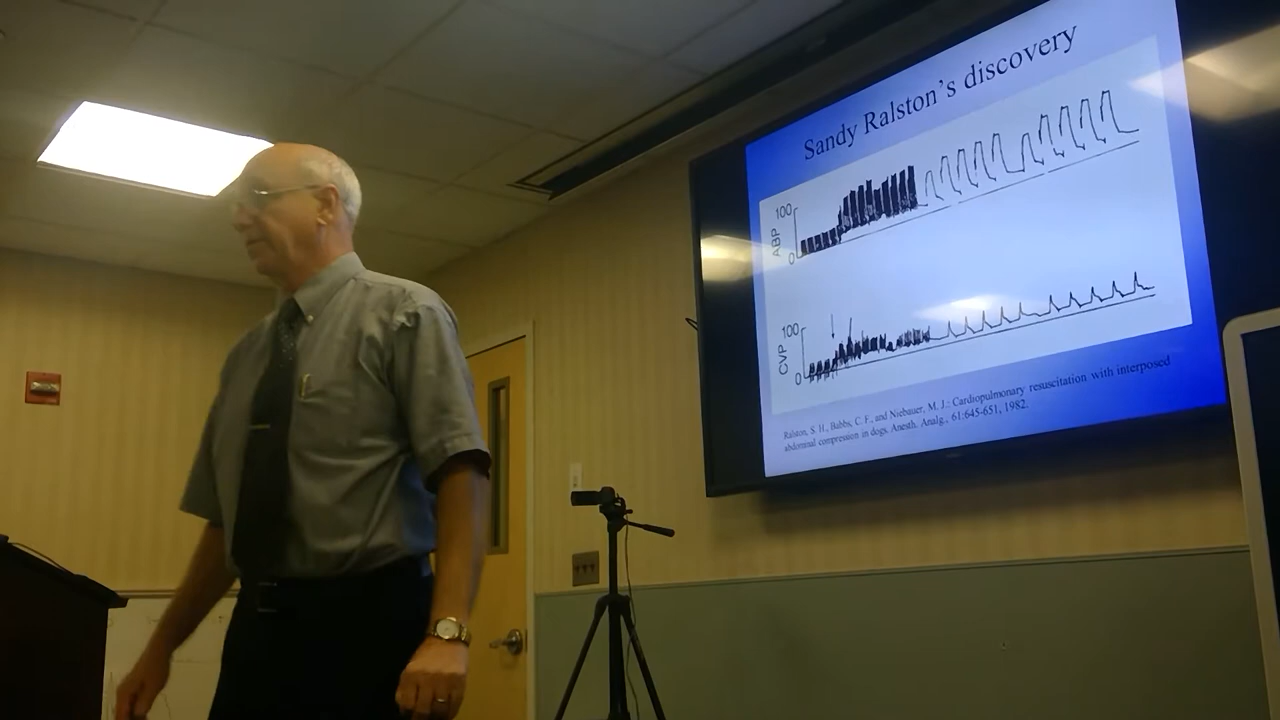 Sandy Ralston's discovery
100
ABP
0
100
CVP
0
Ralston, S. H., Babbs, C. F., and Niebauer, M. J.: Cardiopulmonary resuscitation with interposed
abdominal compression in dogs. Anesth. Analg., 61:645-651, 1982.